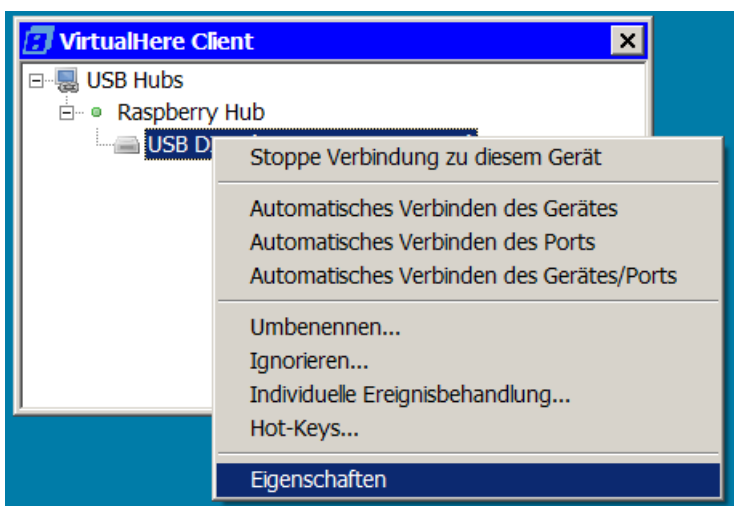 VirtualHere Client
USB Hubs
Raspberry Hub
USB
Stoppe Verbindung zu diesem Gerät
Automatisches Verbinden des Gerätes
Automatisches Verbinden des Ports
Automatisches Verbinden des Gerätes/Ports
Umbenennen...
Ignorieren...
Individuelle Ereignisbehandlung...
Hot-Keys...
Eigenschaften